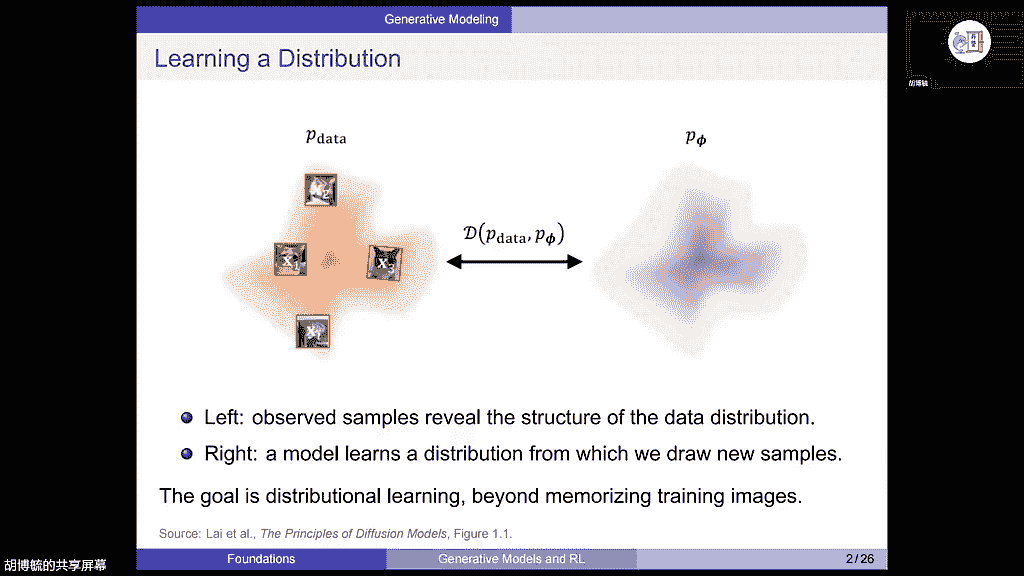 Generative Modeling
Learning a Distribution
p_data
p_ϕ
𝒟(p_data, p_ϕ)
x₁
Left: observed samples reveal the structure of the data distribution.
Right: a model learns a distribution from which we draw new samples.
The goal is distributional learning, beyond memorizing training images.
Source: Lai et al., The Principles of Diffusion Models, Figure 1.1.
Foundations
Generative Models and RL
2/26
胡博毓
胡博毓的共享屏幕